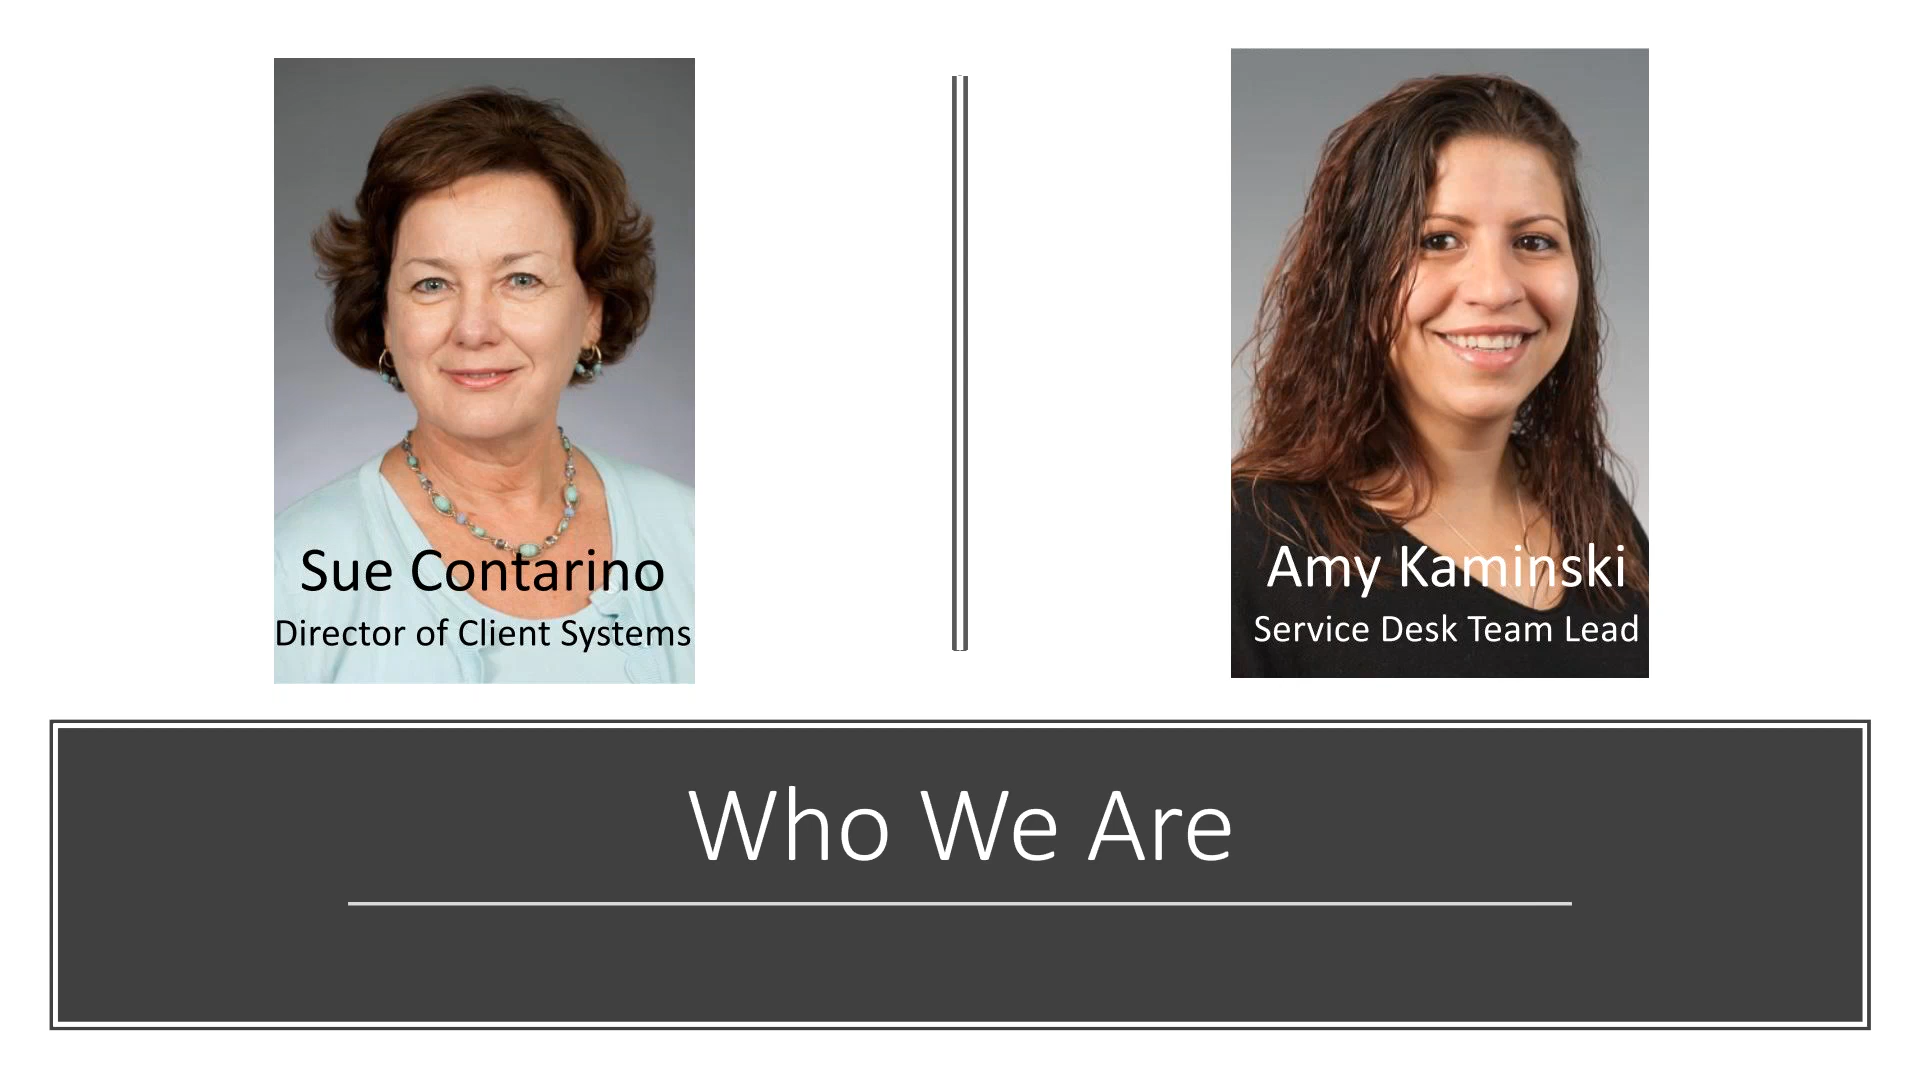 Sue Contarino
Director of Client Systems
Amy Kaminski
Service Desk Team Lead
Who We Are